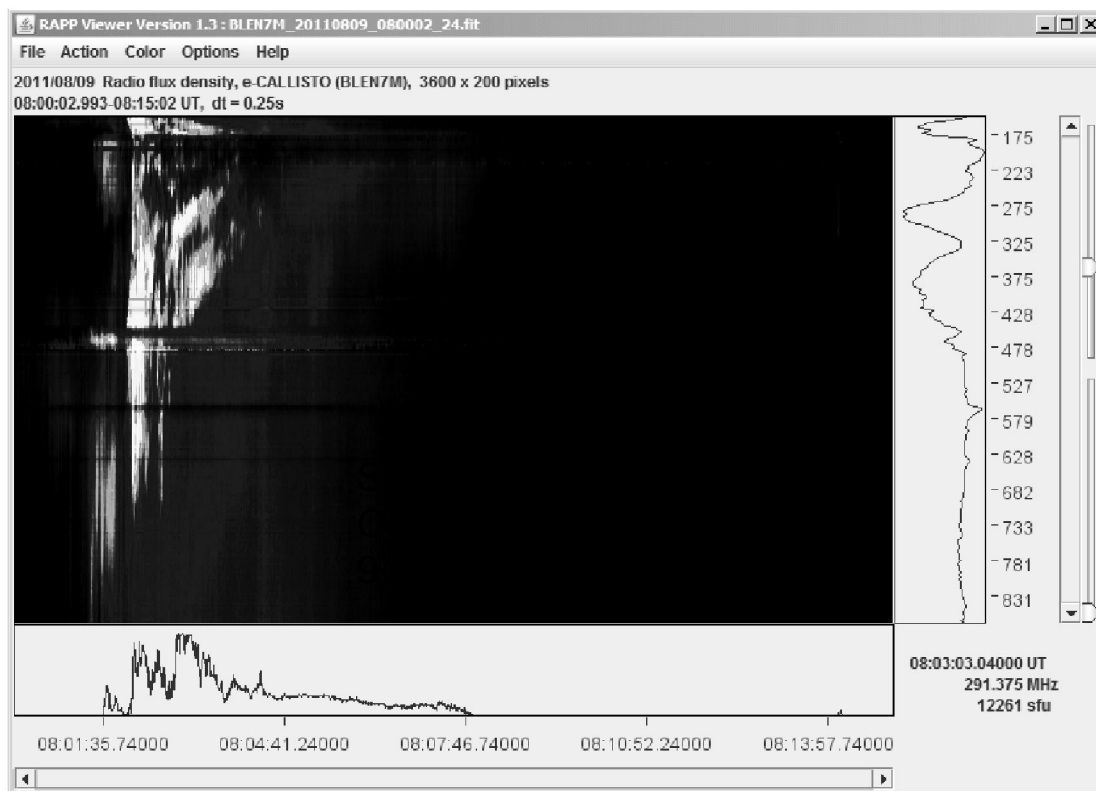 RAPP Viewer Version 1.3 : BLEN7M_20110809_080002_24.fit
File Action Color Options Help
2011/08/09 Radio flux density, e-CALLISTO (BLEN7M), 3600 x 200 pixels
08:00:02.993-08:15:02 UT, dt = 0.25s
175
223
275
325
375
428
478
527
579
628
682
733
781
831
08:03:03.04000 UT
291.375 MHz
12261 sfu
08:01:35.74000 08:04:41.24000 08:07:46.74000 08:10:52.24000 08:13:57.74000